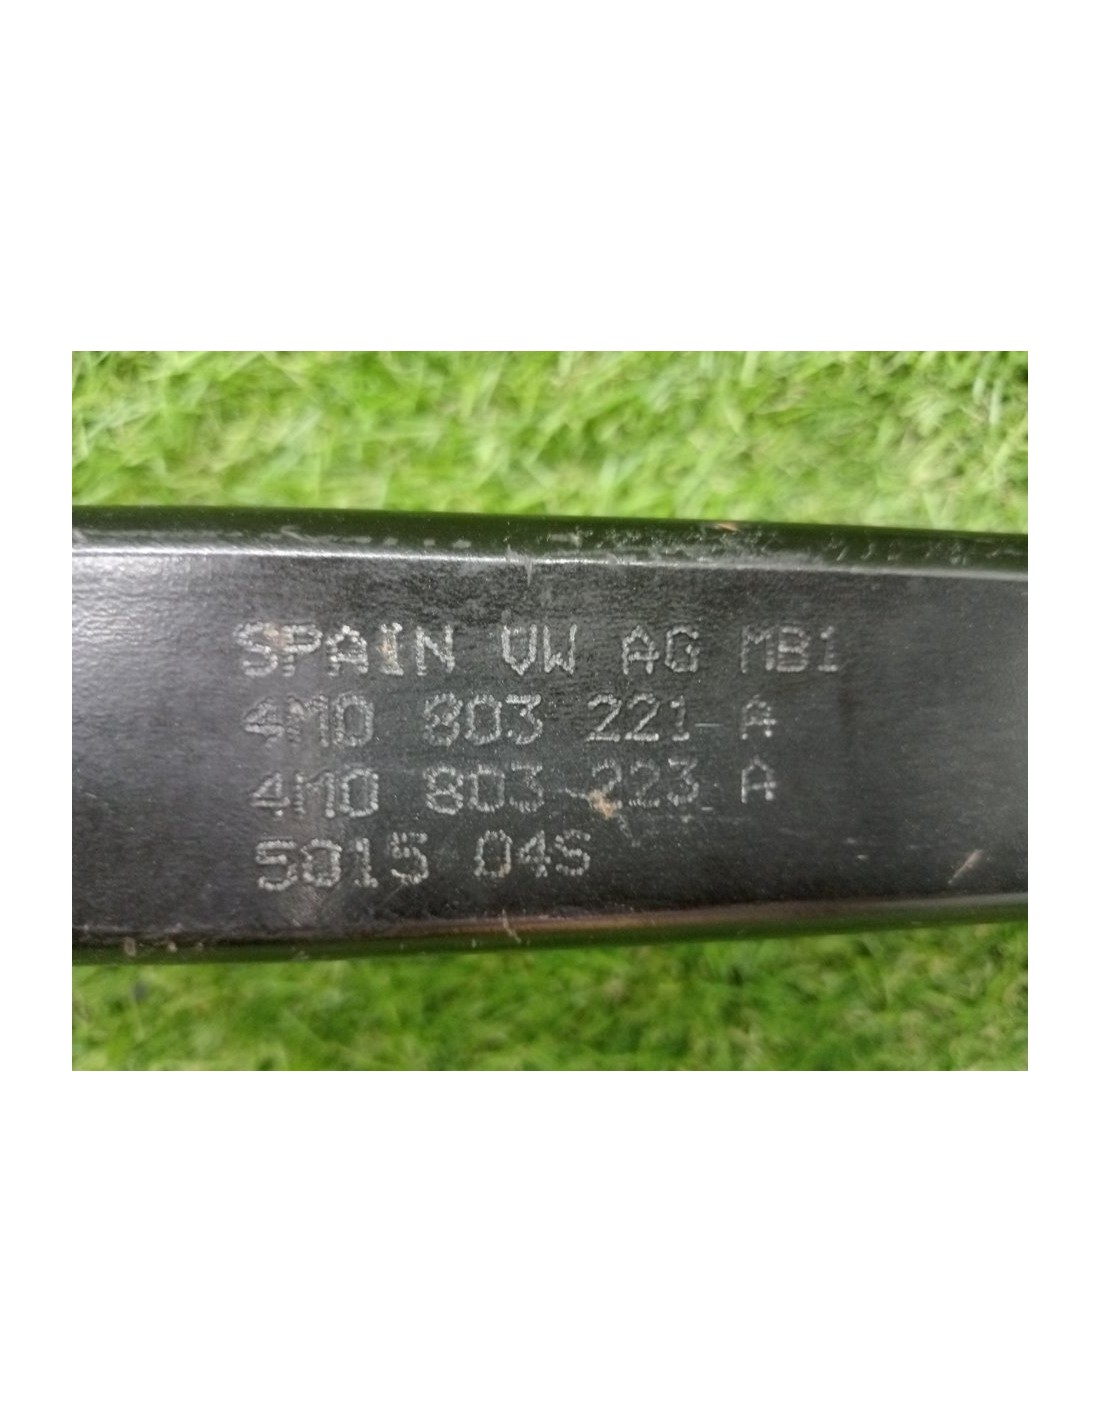 SPAIN VW AG MB1
4M0 803 221 A
4M0 803 223 A
5015 04S